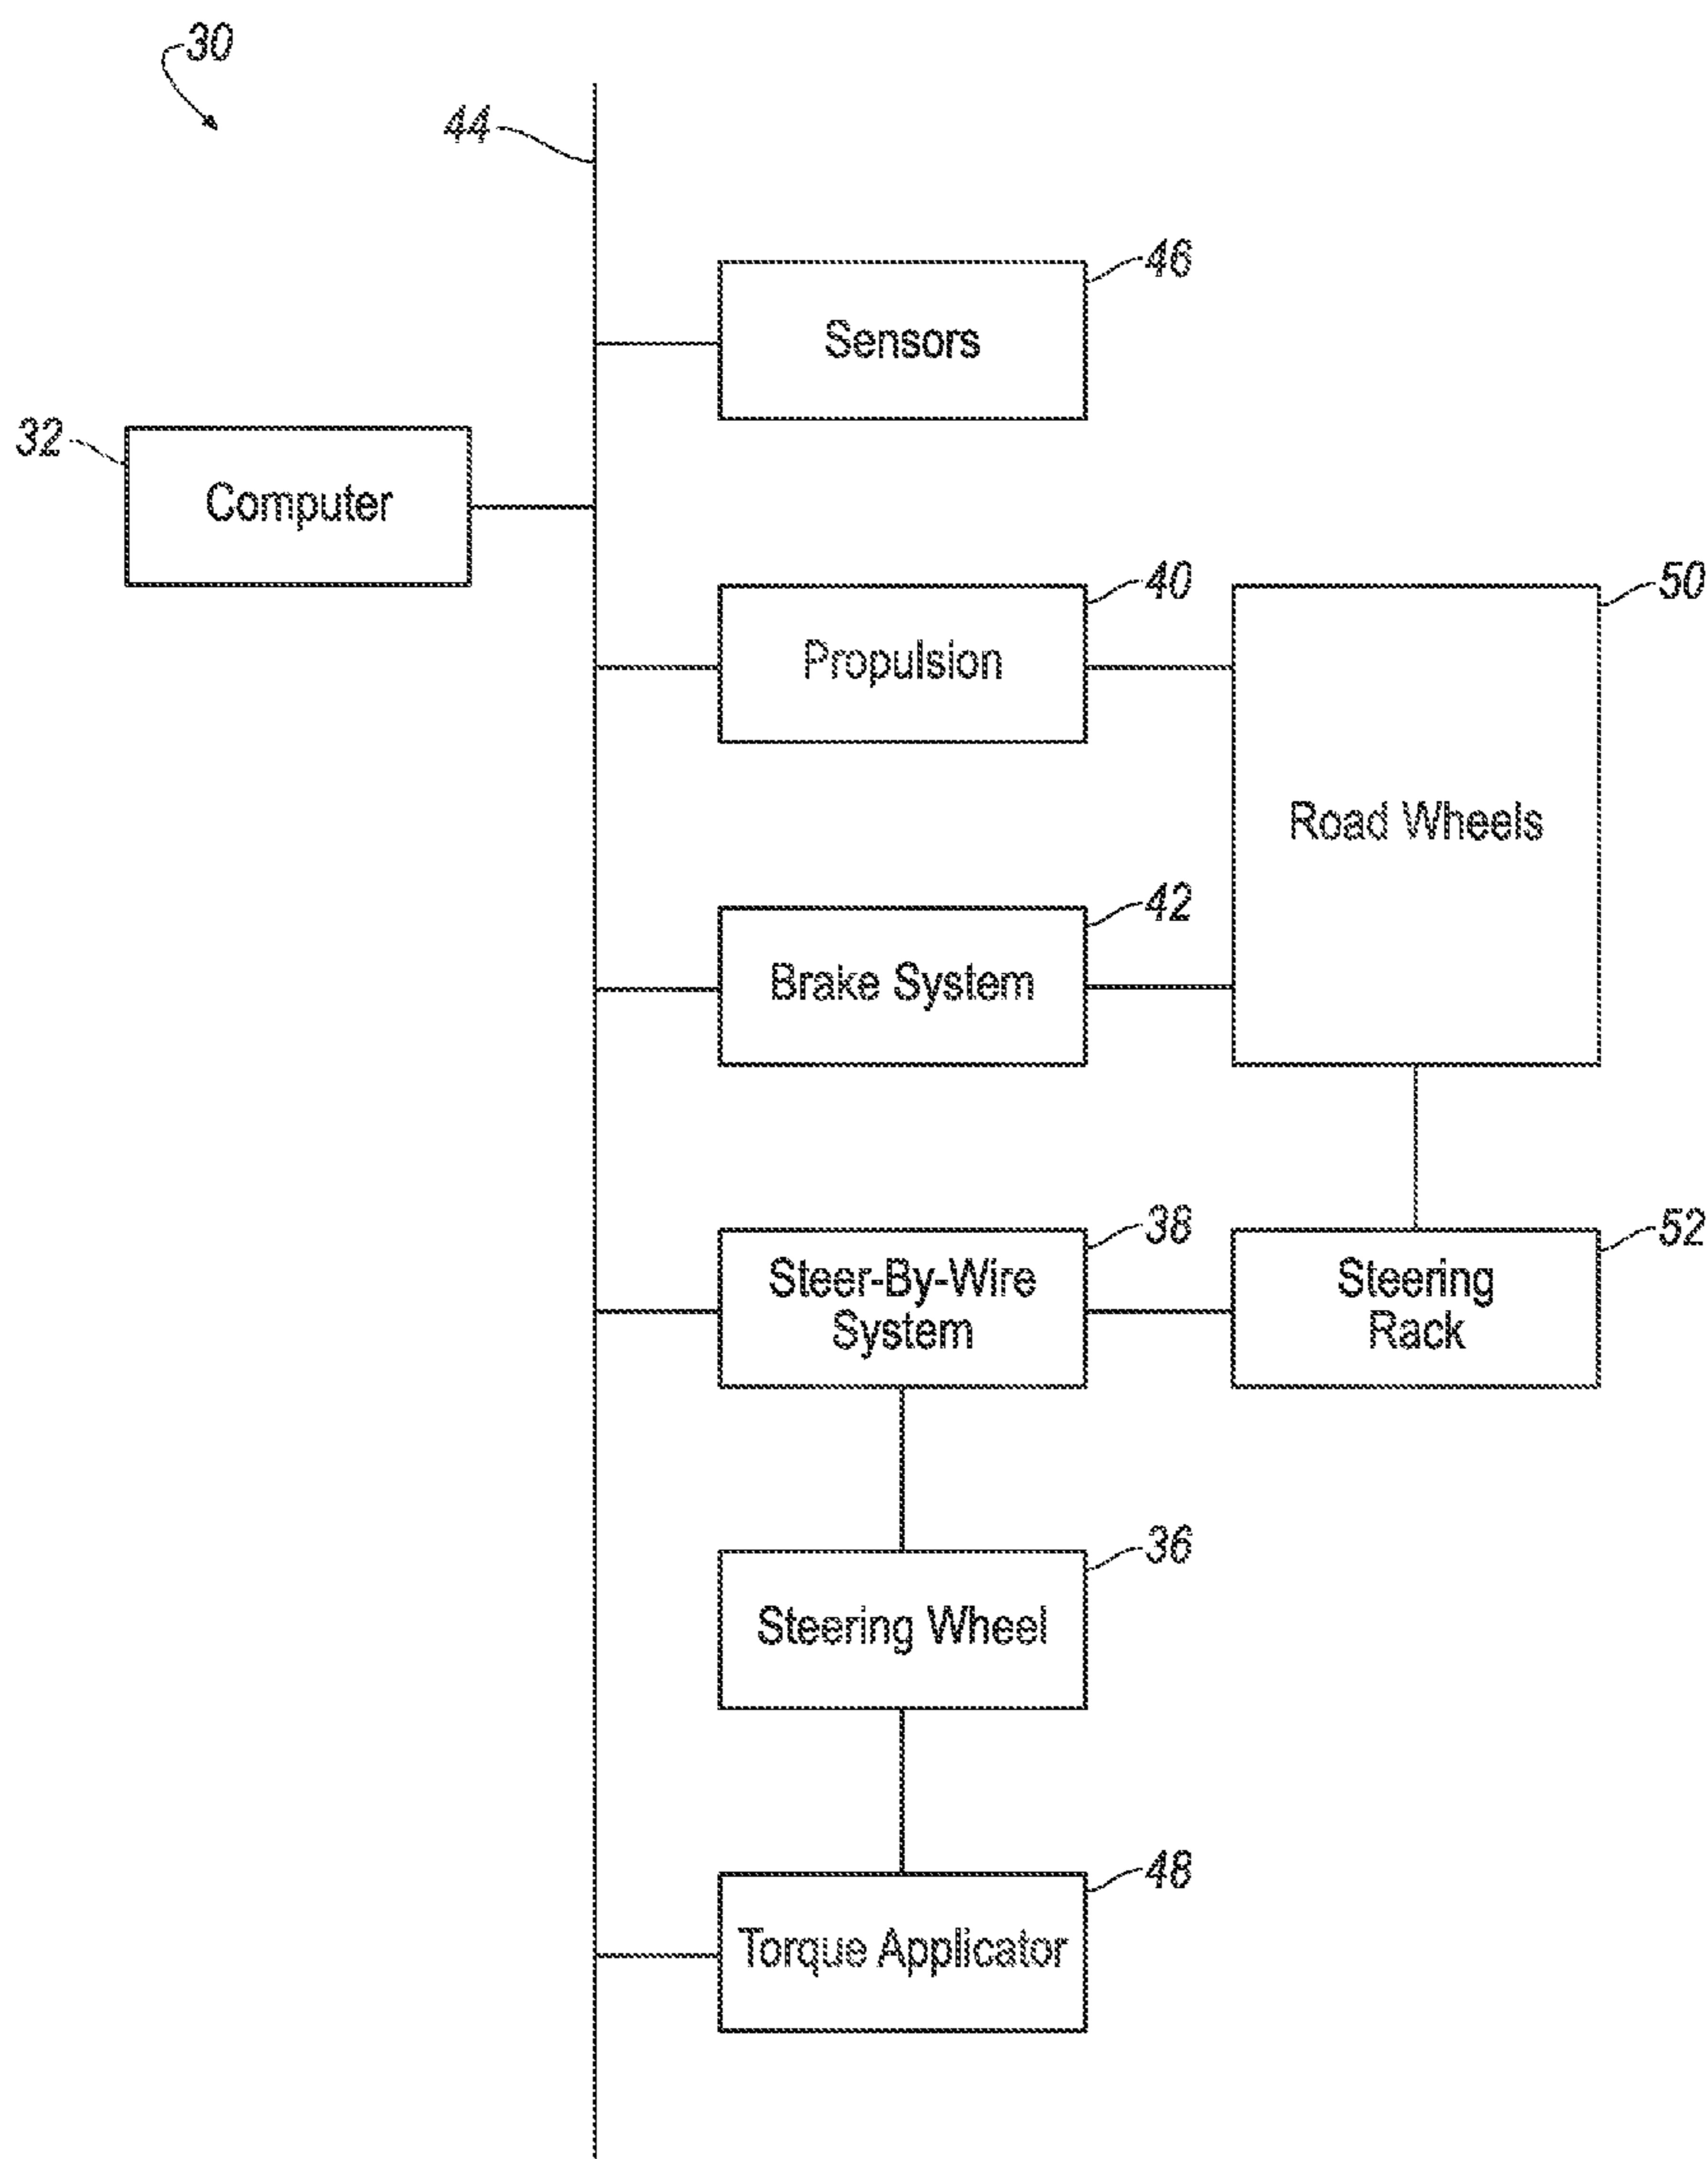 30
44
46
Sensors
32
Computer
40
50
Propulsion
Road Wheels
42
Brake System
38
52
Steer-By-Wire
System
Steering
Rack
36
Steering Wheel
48
Torque Applicator